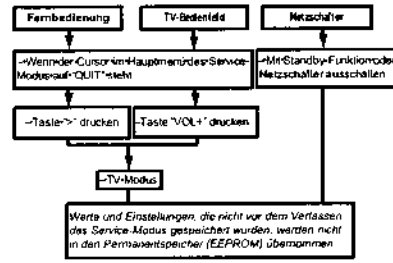 Fernbedienung
TV-Bedienfeld
Netzschalter
→Wenn der Cursor im Hauptmenü des Service-
Modus auf "QUIT" steht
→Mit Standby-Funktion oder
Netzschalter ausschalten
→Taste ">" drücken
→Taste "VOL+" drücken
→TV-Modus
Werte und Einstellungen, die nicht vor dem Verlassen
des Service-Modus gespeichert wurden, werden nicht
in den Permanentspeicher (EEPROM) übernommen